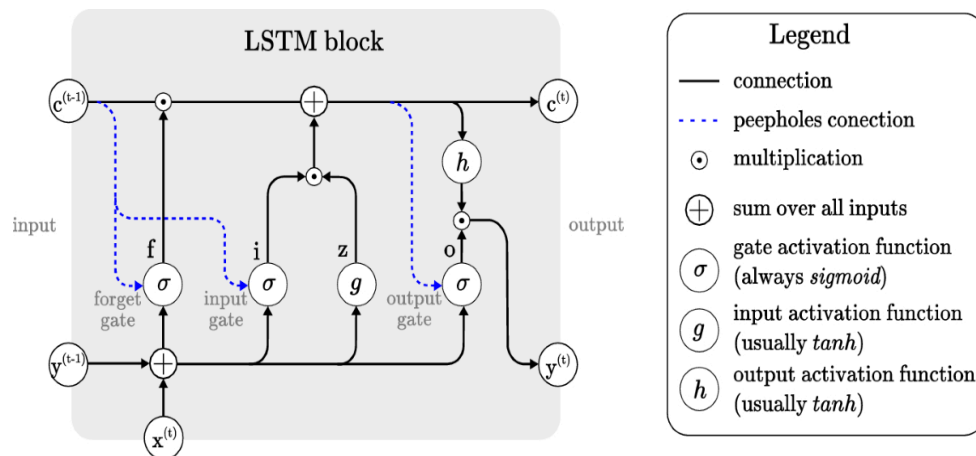 LSTM block
c(t-1)
c(t)
h
input
output
f
i
z
o
σ
σ
g
σ
forget
gate
input
gate
output
gate
y(t-1)
y(t)
x(t)
Legend
connection
peepholes conection
multiplication
sum over all inputs
σ
gate activation function
(always sigmoid)
g
input activation function
(usually tanh)
h
output activation function
(usually tanh)